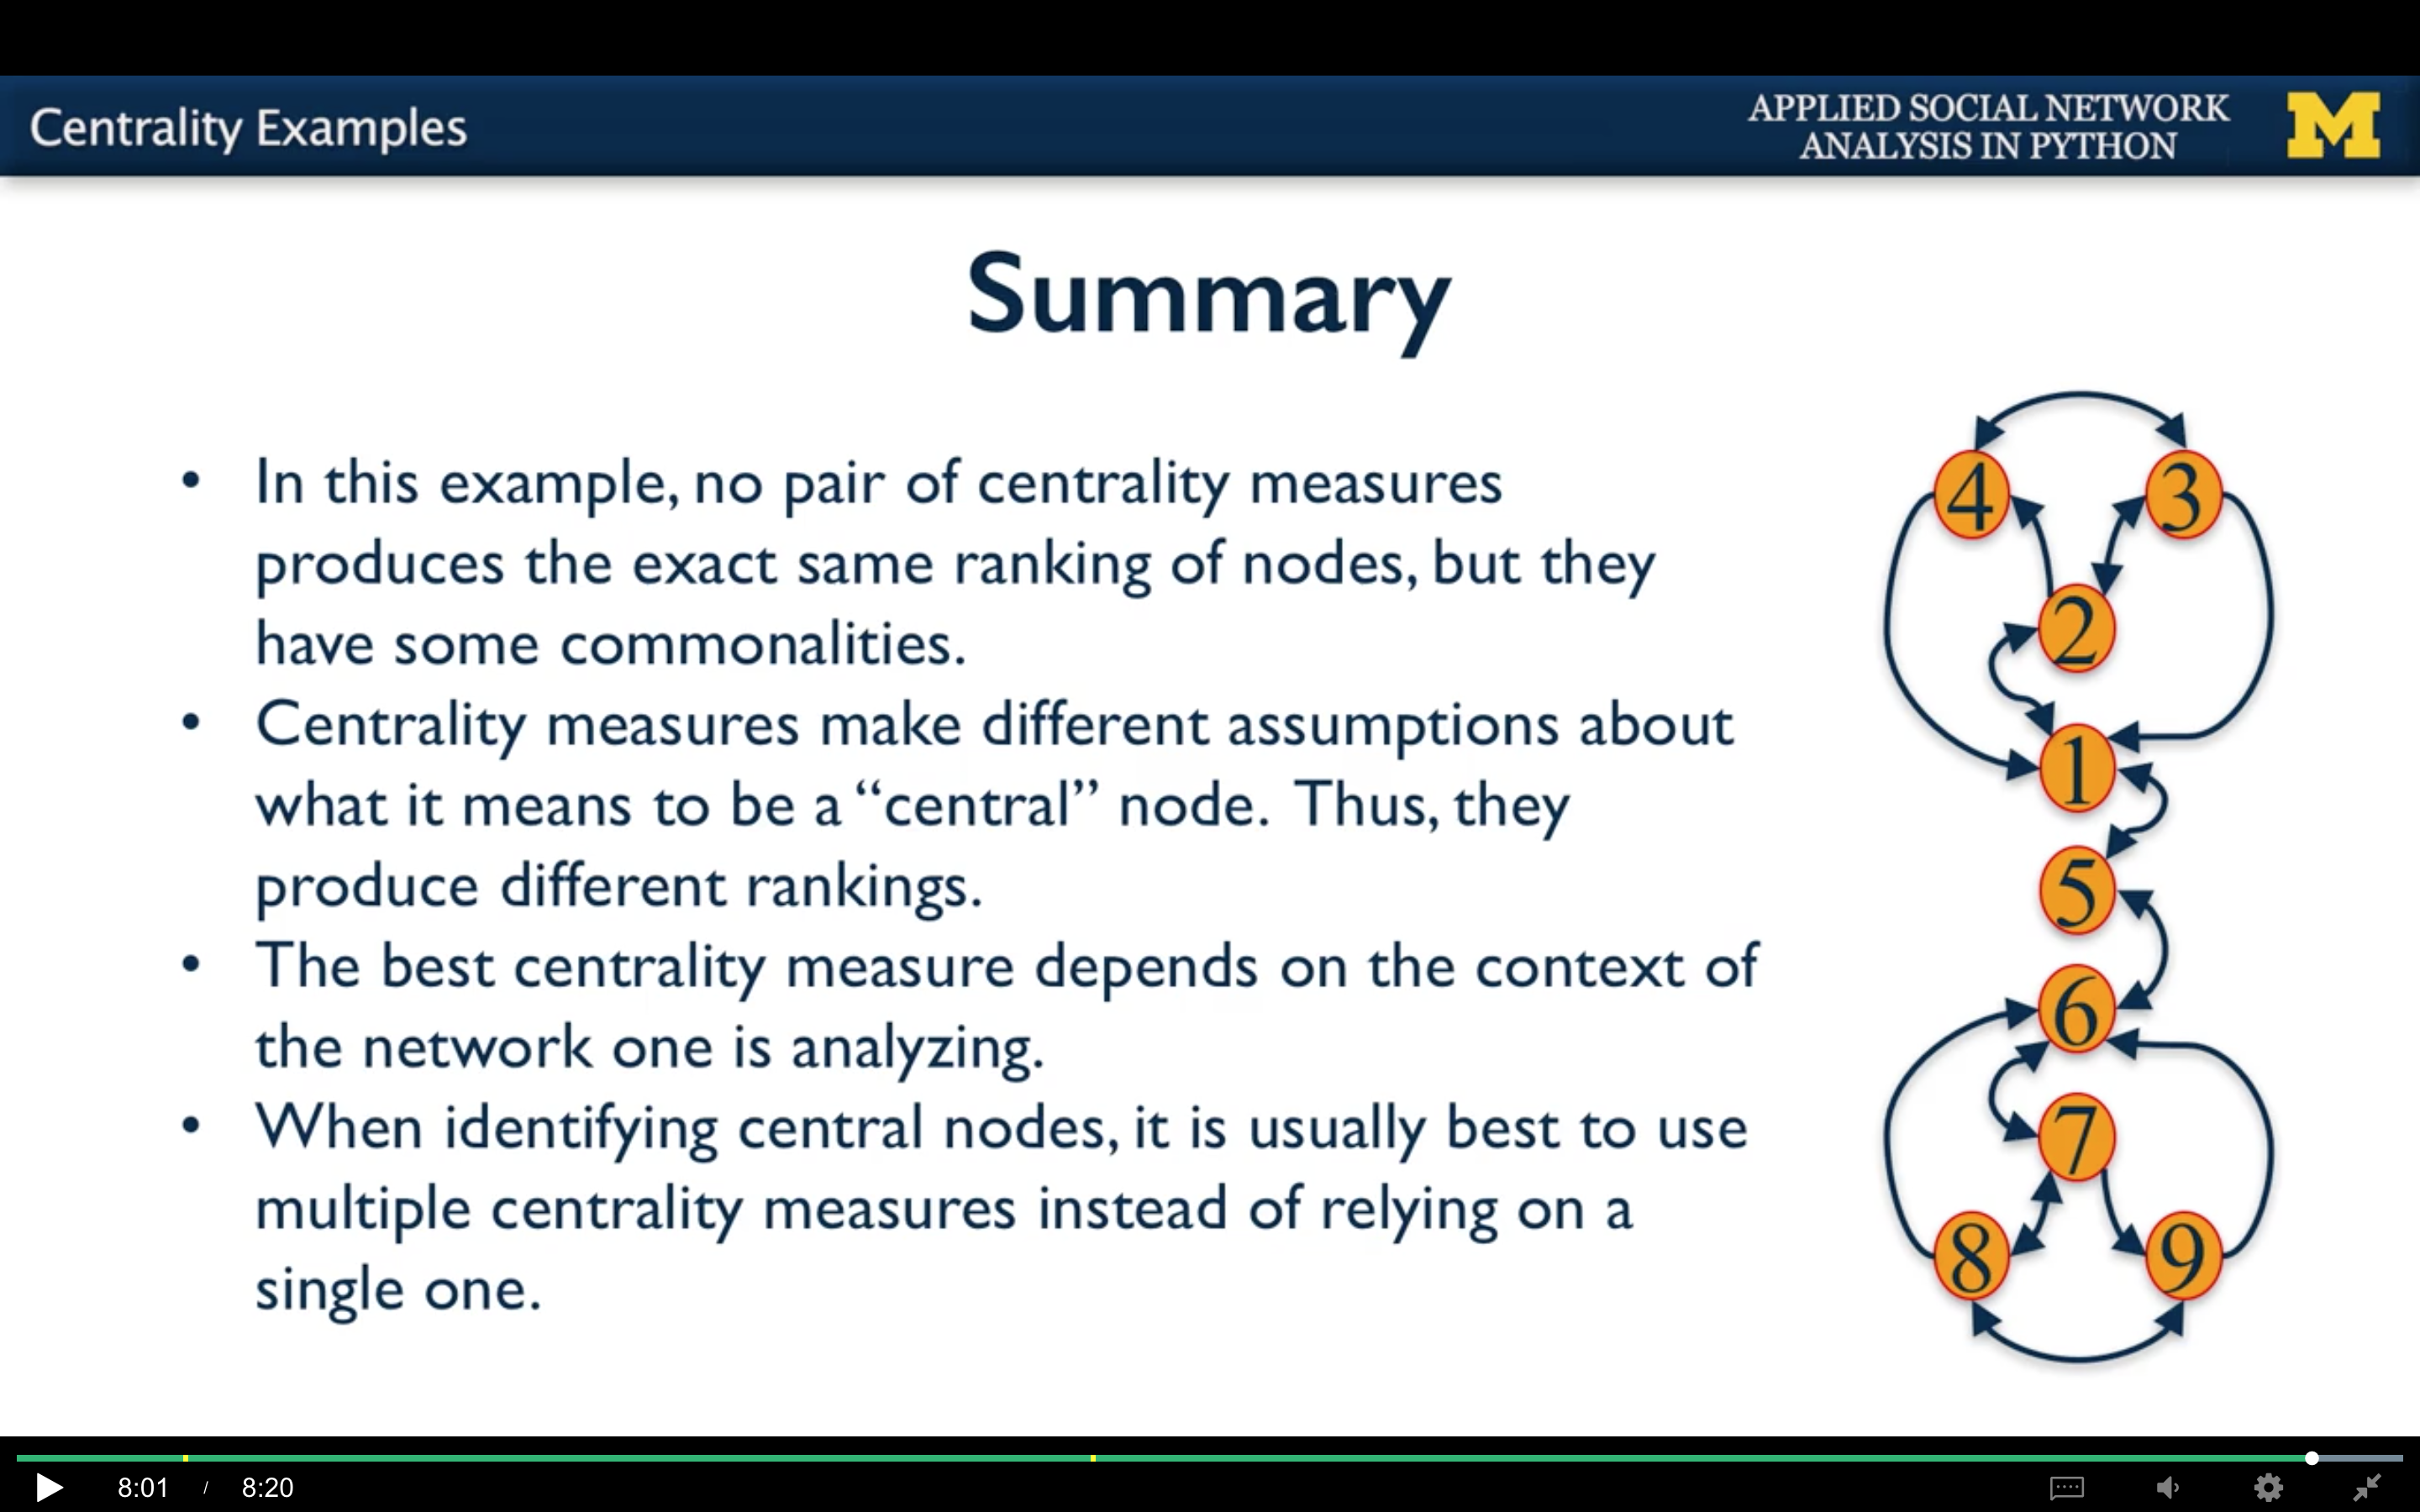 Centrality Examples
APPLIED SOCIAL NETWORK
ANALYSIS IN PYTHON
M
Summary
• In this example, no pair of centrality measures
produces the exact same ranking of nodes, but they
have some commonalities.
• Centrality measures make different assumptions about
what it means to be a “central” node. Thus, they
produce different rankings.
• The best centrality measure depends on the context of
the network one is analyzing.
• When identifying central nodes, it is usually best to use
multiple centrality measures instead of relying on a
single one.
4 3
2
1
5
6
7
8 9
8:01 / 8:20